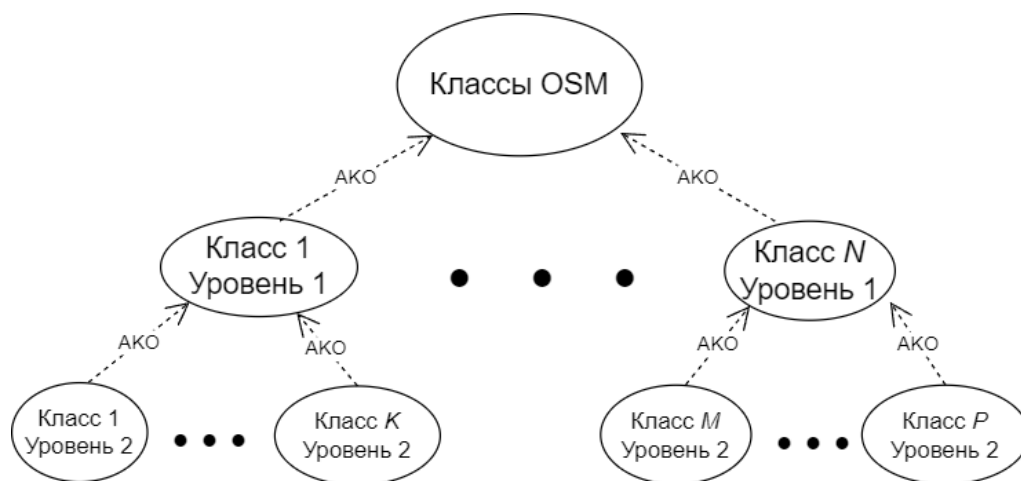 Классы OSM
AKO
AKO
Класс 1
Уровень 1
Класс N
Уровень 1
AKO
AKO
AKO
AKO
Класс 1
Уровень 2
Класс K
Уровень 2
Класс M
Уровень 2
Класс P
Уровень 2